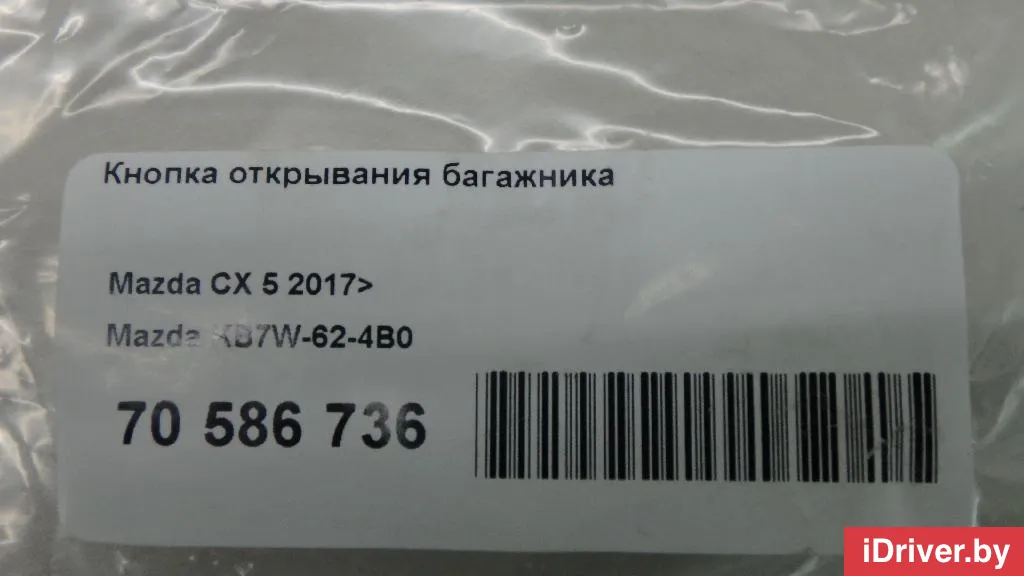 Кнопка открывания багажника
Mazda CX 5 2017>
Mazda KB7W-62-4B0
70 586 736
iDriver.by